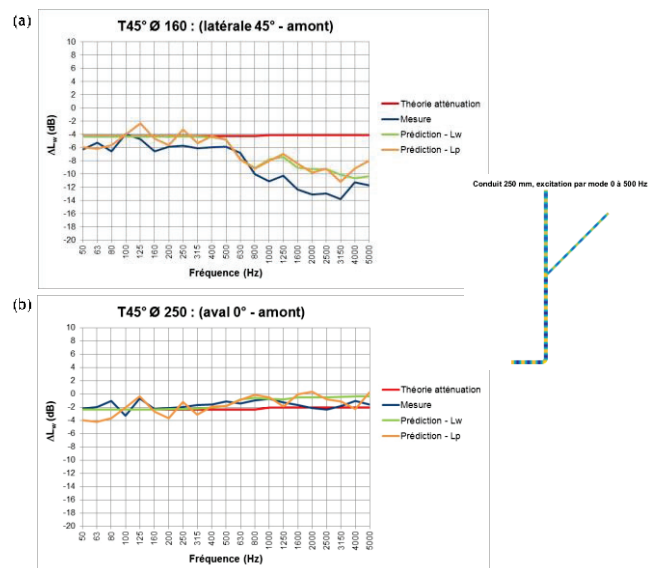 (a)
T45° Ø 160 : (latérale 45° - amont)
10
8
6
4
2
0
-2
-4
-6
-8
-10
-12
-14
-16
-18
-20
ΔLw (dB)
50 63 80 100 125 160 200 250 315 400 500 630 800 1000 1250 1600 2000 2500 3150 4000 5000
Fréquence (Hz)
Théorie atténuation
Mesure
Prédiction - Lw
Prédiction - Lp
Conduit 250 mm, excitation par mode 0 à 500 Hz
(b)
T45° Ø 250 : (aval 0° - amont)
10
8
6
4
2
0
-2
-4
-6
-8
-10
-12
-14
-16
-18
-20
ΔLw (dB)
50 63 80 100 125 160 200 250 315 400 500 630 800 1000 1250 1600 2000 2500 3150 4000 5000
Fréquence (Hz)
Théorie atténuation
Mesure
Prédiction - Lw
Prédiction - Lp